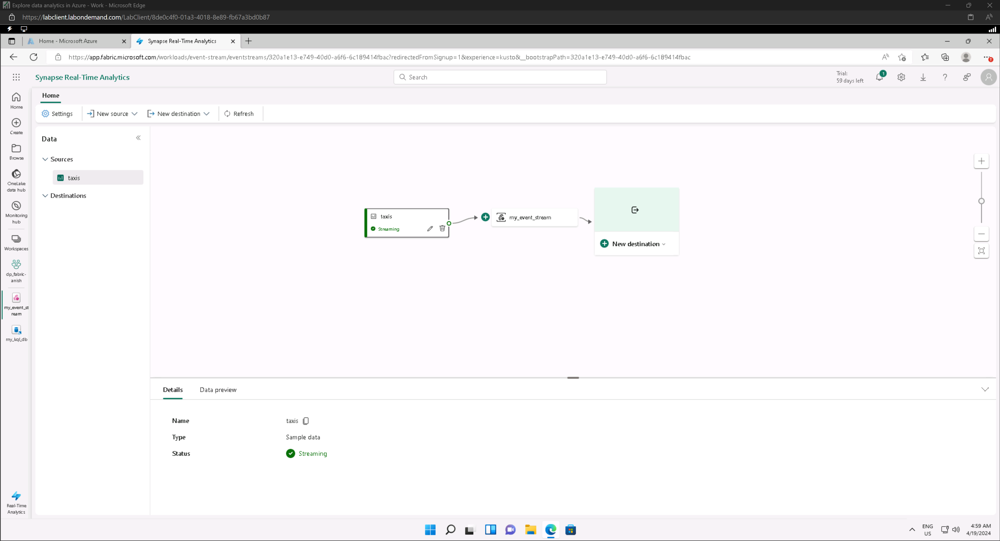 Explore data analytics in Azure - Work - Microsoft Edge
https://labclient.labondemand.com/LabClient/8de0c4f0-01a3-4018-8e89-fb67a3bd0b87
Home - Microsoft Azure
Synapse Real-Time Analytics
https://app.fabric.microsoft.com/workloads/event-stream/eventstreams/320a1e13-e749-40d0-a6f6-6c189414fbac?redirectedFromSignup=1&experience=kusto&__bootstrapPath=320a1e13-e749-40d0-a6f6-6c189414fbac
Synapse Real-Time Analytics
Search
Trial:
59 days left
1
Home
Settings
New source
New destination
Refresh
Home
Create
Browse
OneLake
data hub
Monitoring
hub
Workspaces
dp_fabric-
anish
my_event_st
ream
my_kql_db
Real-Time
Analytics
Data
Sources
taxis
Destinations
taxis
Streaming
my_event_stream
New destination
Details
Data preview
Name
taxis
Type
Sample data
Status
Streaming
ENG
US
4:59 AM
4/19/2024